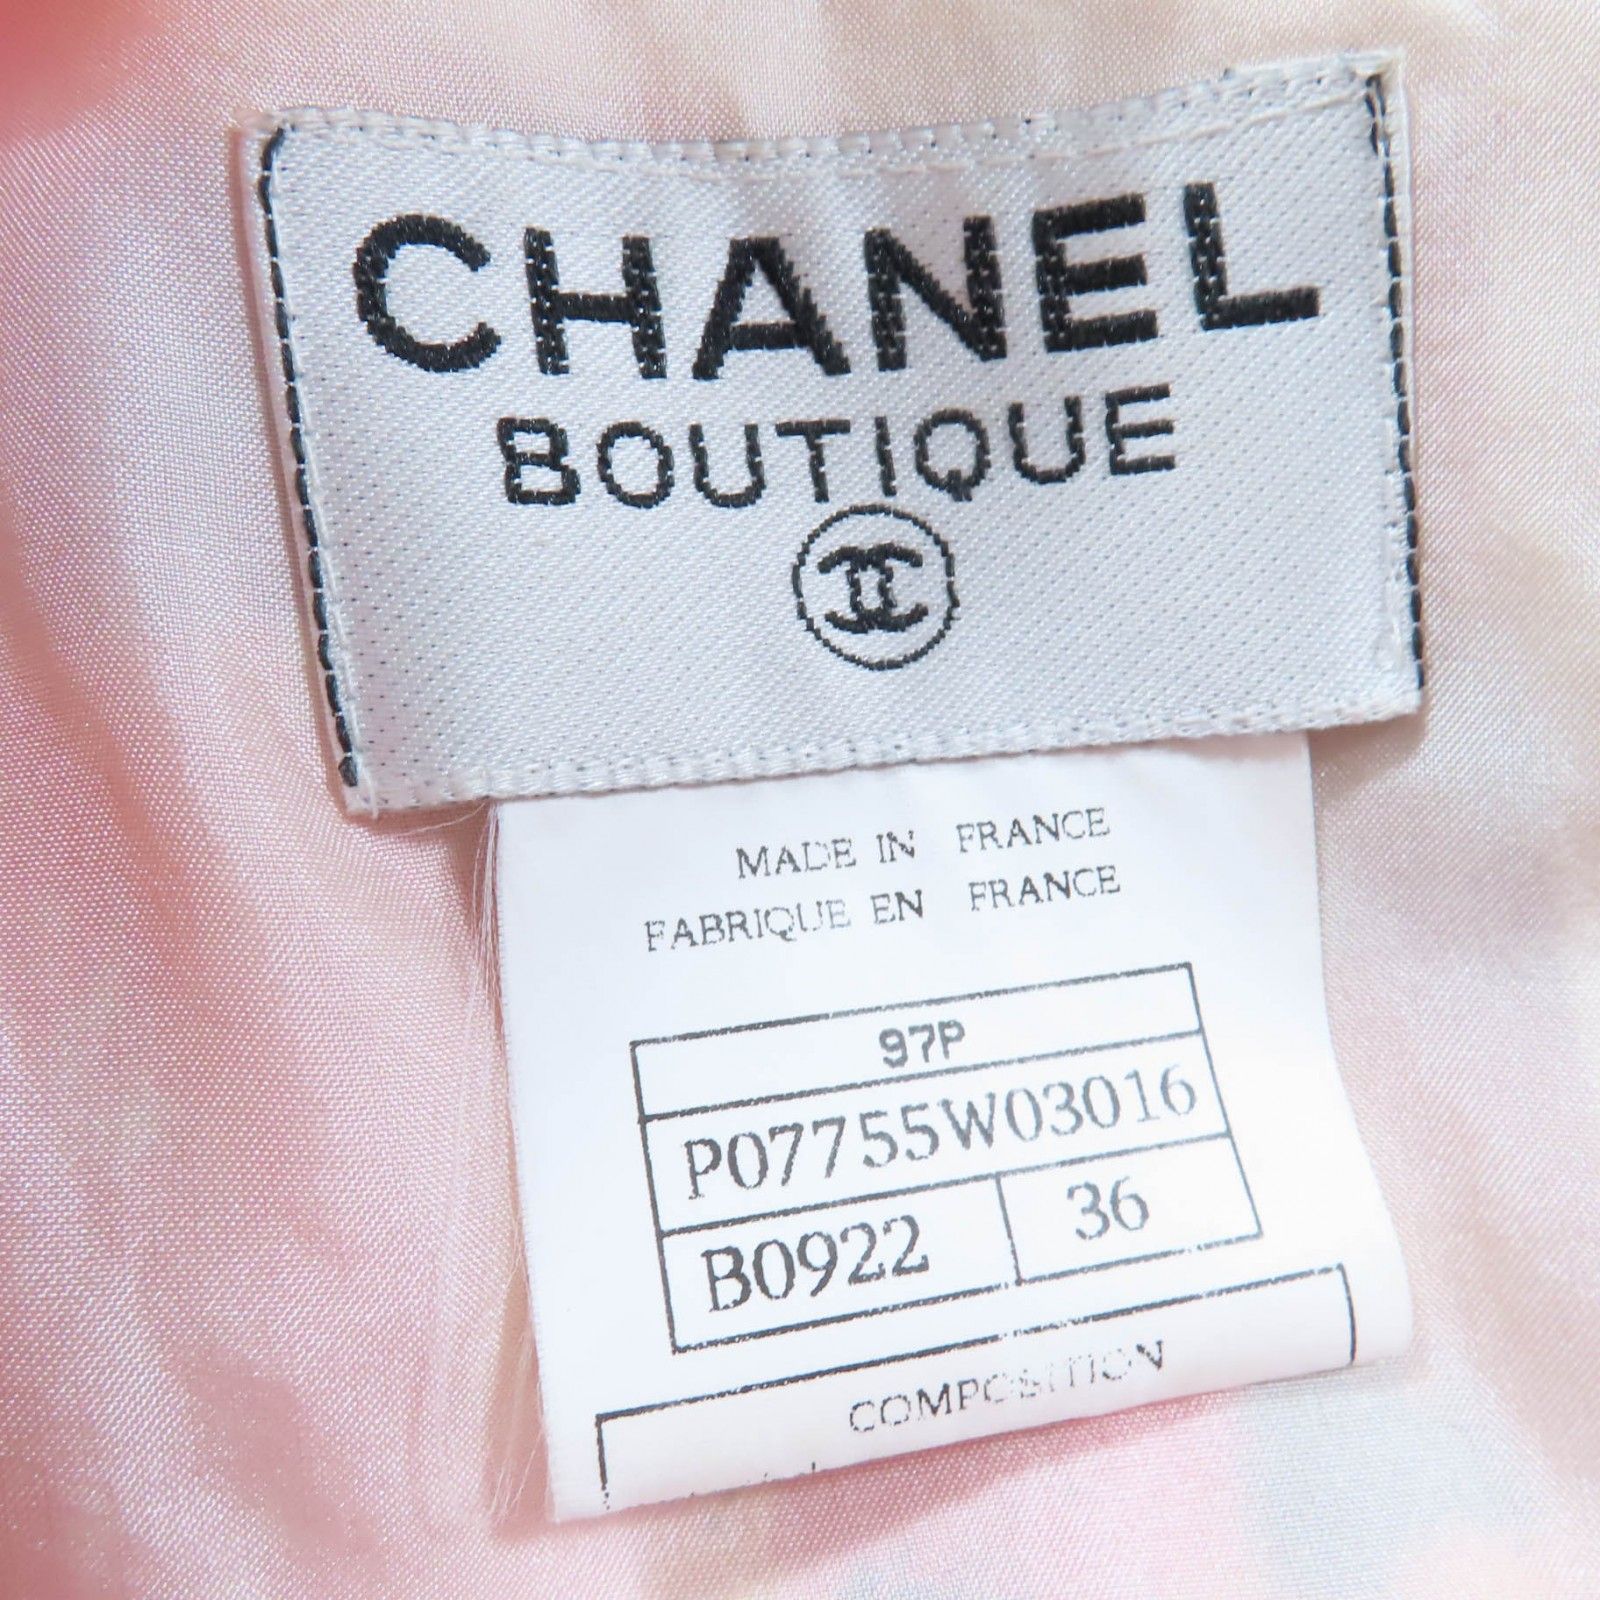 CHANEL
BOUTIQUE
MADE IN FRANCE
FABRIQUE EN FRANCE
97P
P07755W03016
B0922 36
COMPOSITION